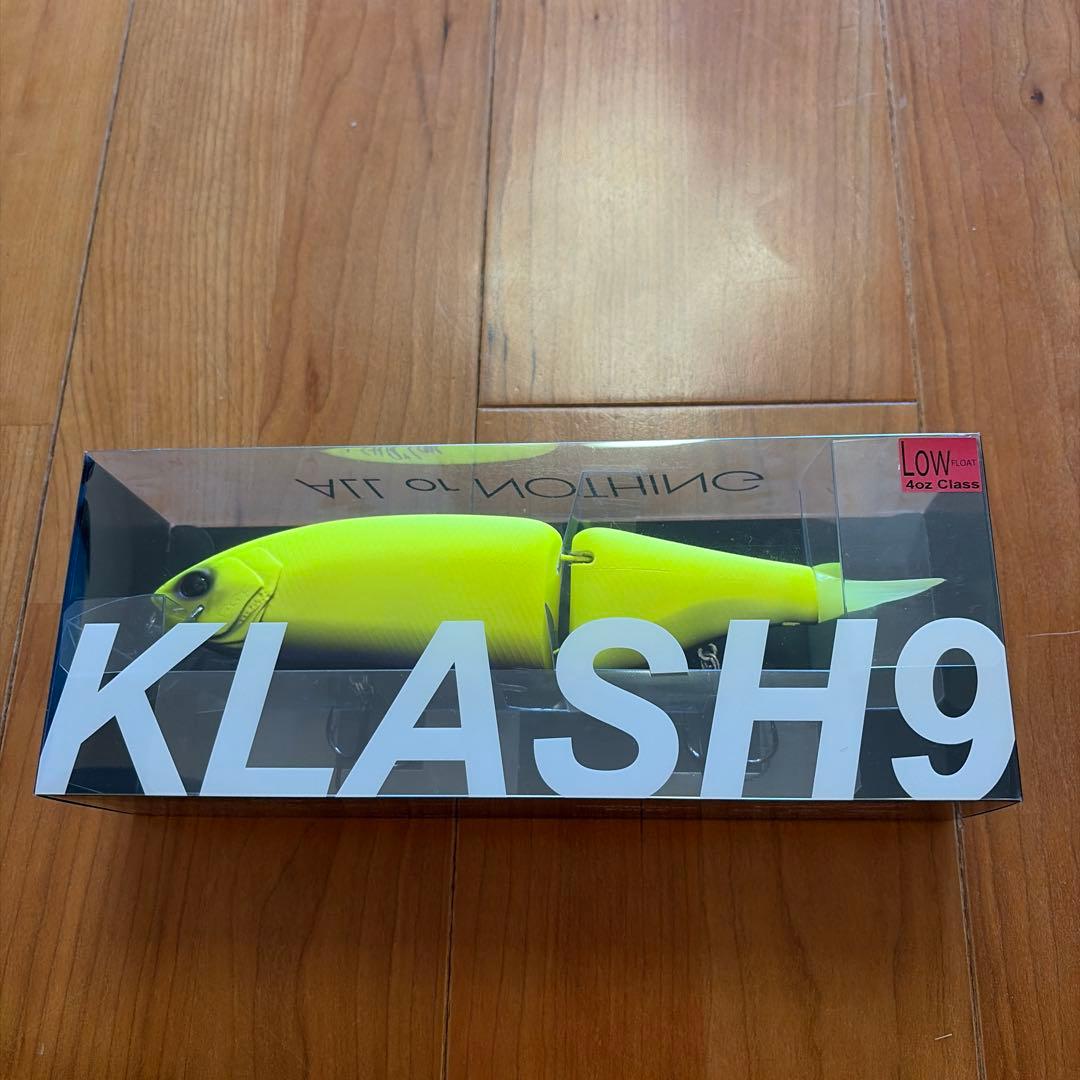 LOW FLOAT
4oz Class
ALL or NOTHING
KLASH9